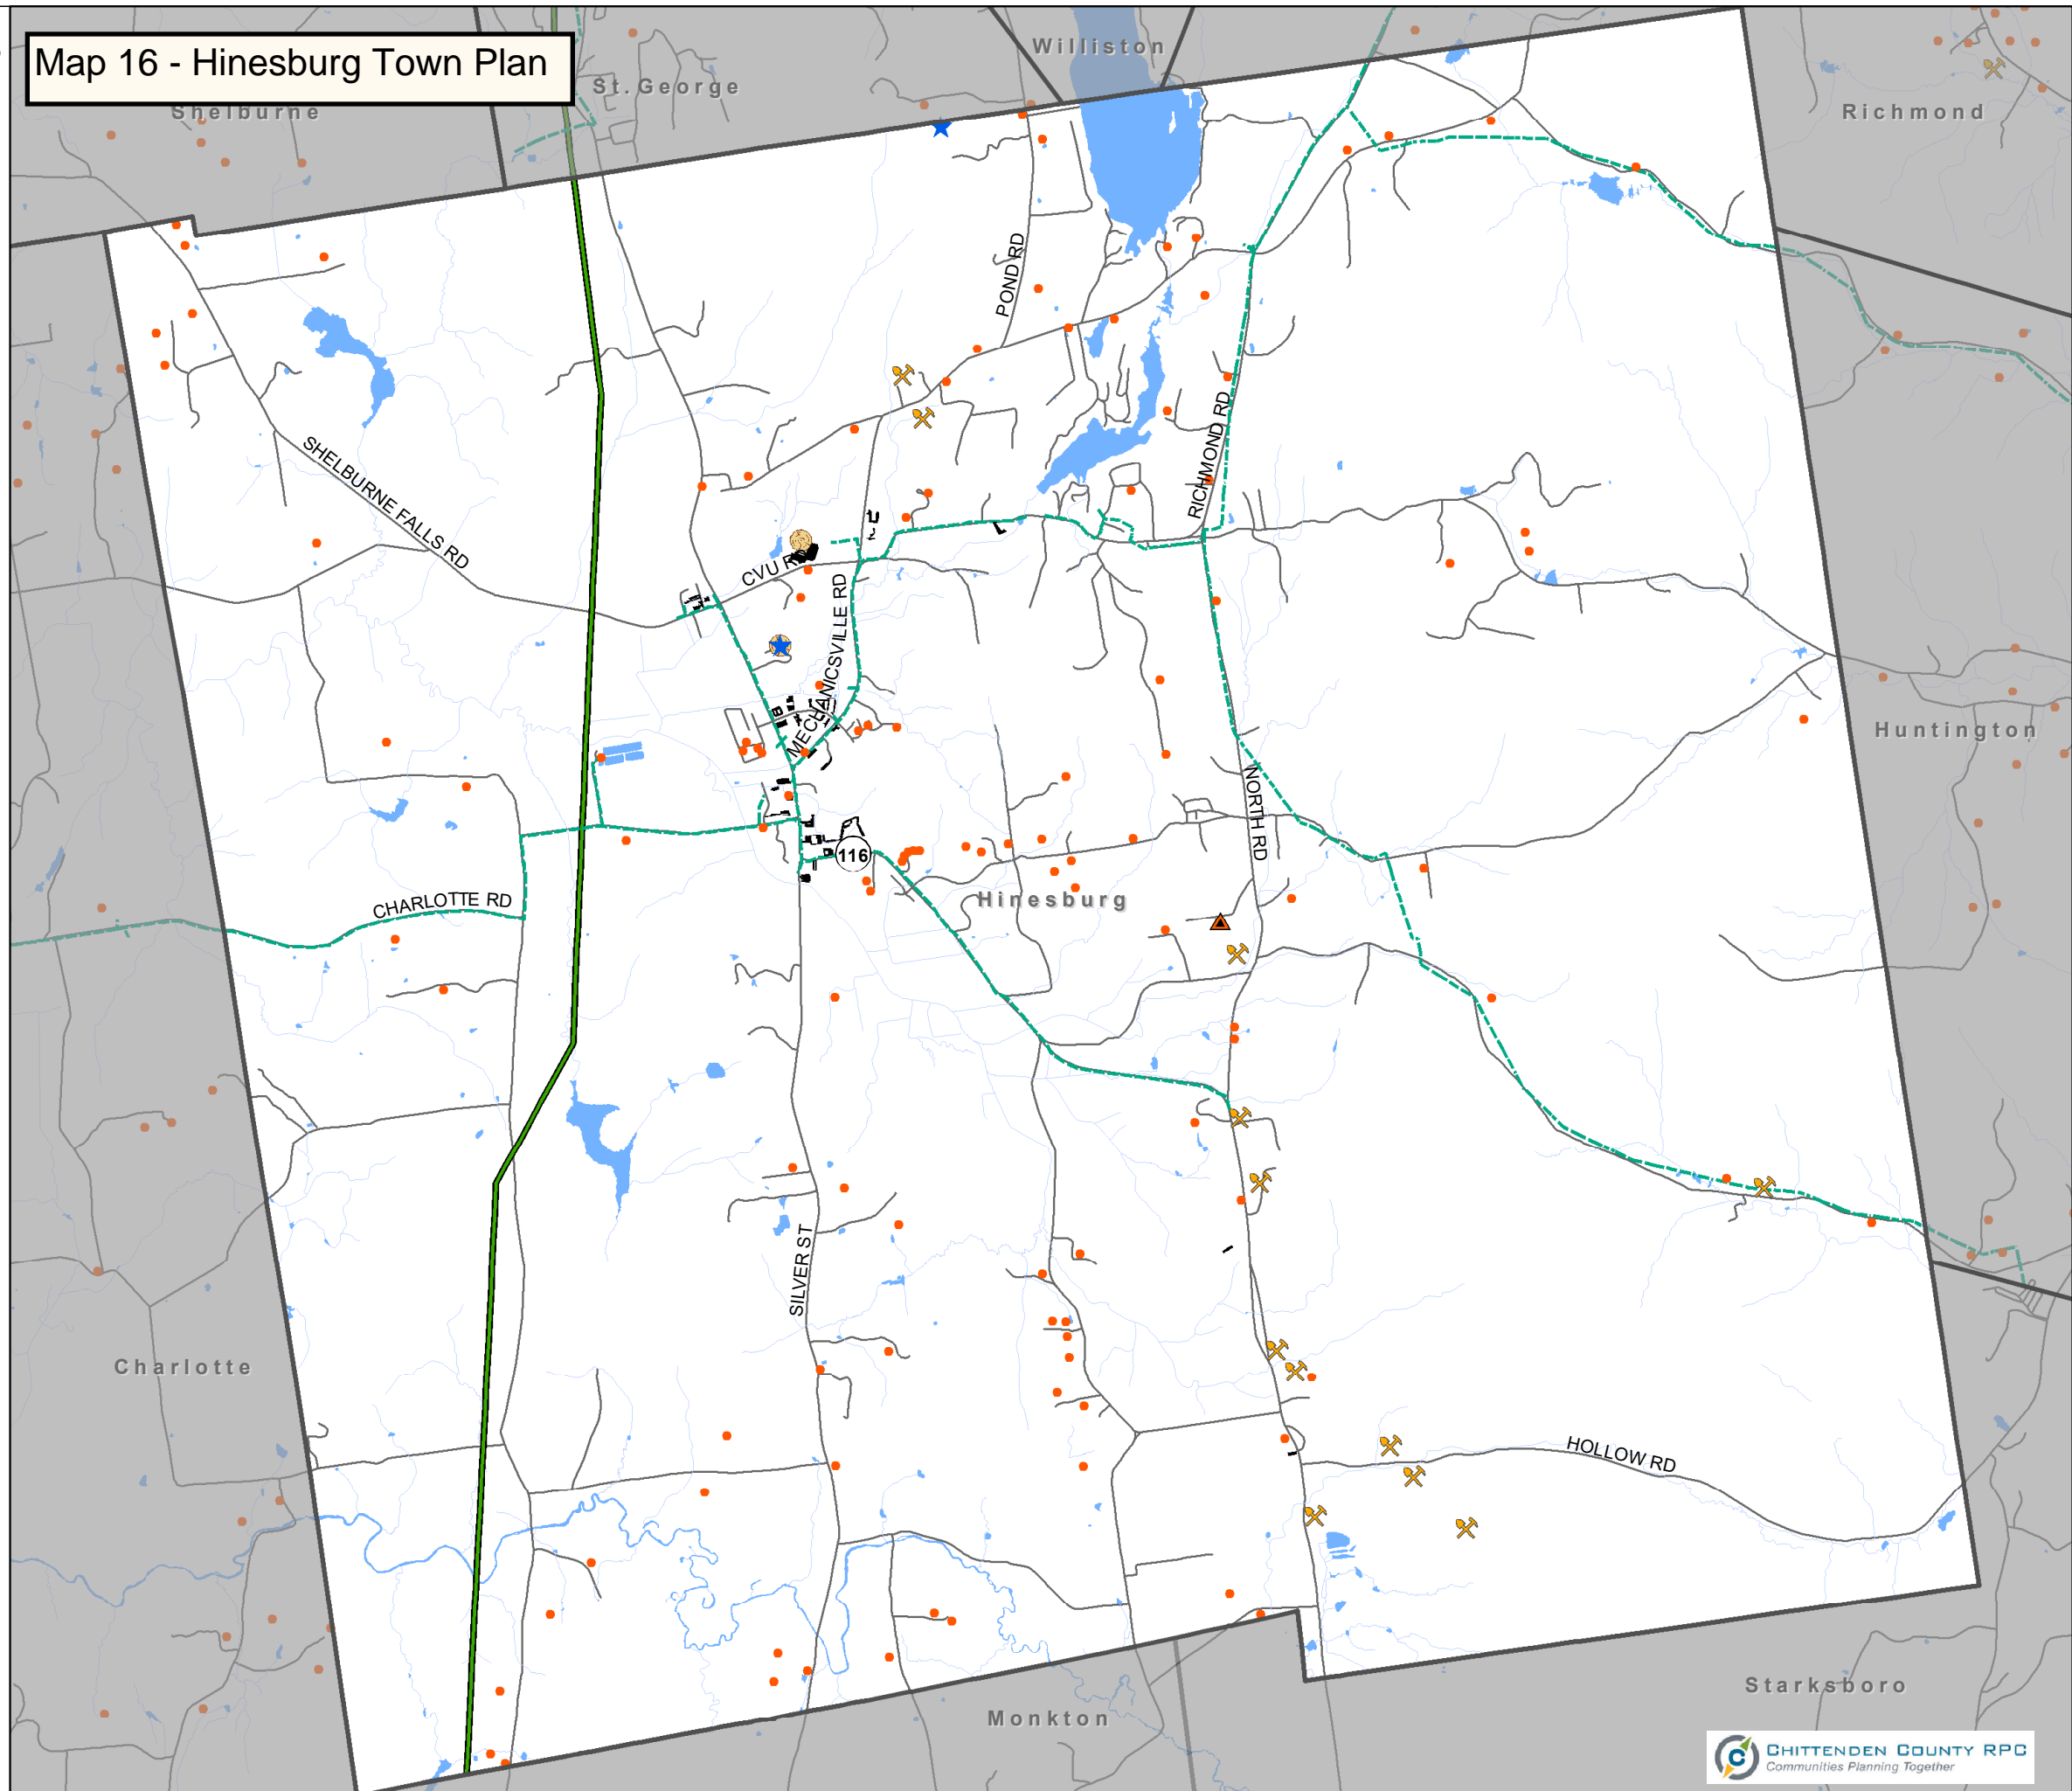 Map 16 - Hinesburg Town Plan
Williston
St. George
Shelburne
Richmond
POND RD
SHELBURNE FALLS RD
RICHMOND RD
CVU RD
MECHANICSVILLE RD
Huntington
NORTH RD
116
CHARLOTTE RD
Hinesburg
SILVER ST
Charlotte
HOLLOW RD
Starksboro
Monkton
CHITTENDEN COUNTY RPC
Communities Planning Together